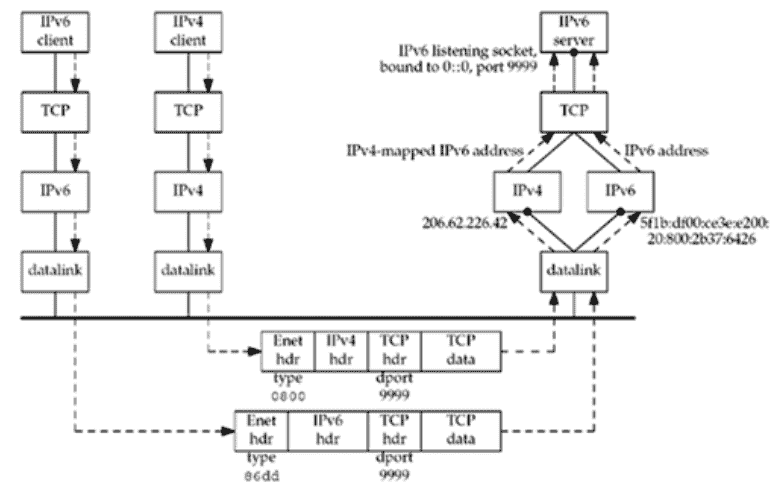 IPv6
client
IPv4
client
IPv6
server
IPv6 listening socket,
bound to 0::0, port 9999
TCP
TCP
TCP
IPv4-mapped IPv6 address
IPv6 address
IPv6
IPv4
IPv4
IPv6
206.62.226.42
5f1b:df00:ce3e:e200:
20:800:2b37:6426
datalink
datalink
datalink
Enet
hdr
IPv4
hdr
TCP
hdr
TCP
data
type
0800
dport
9999
Enet
hdr
IPv6
hdr
TCP
hdr
TCP
data
type
86dd
dport
9999